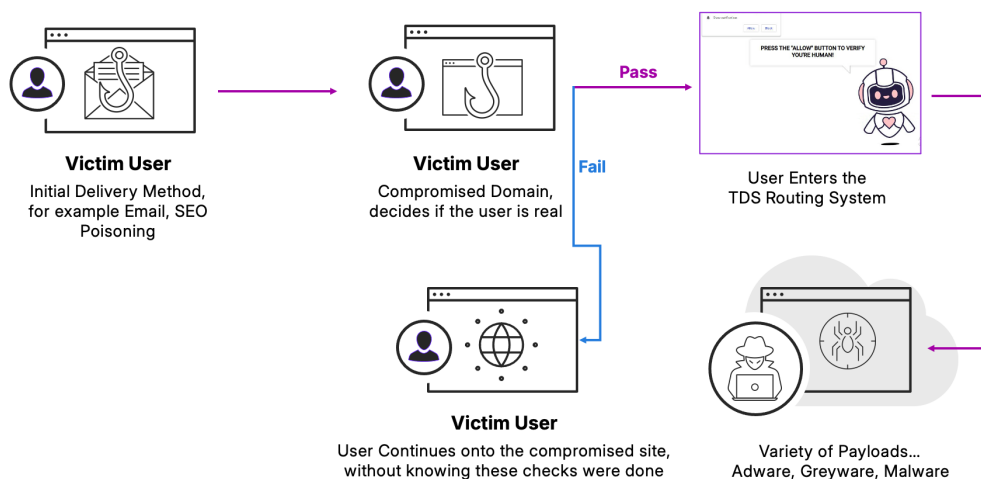 Victim User
Initial Delivery Method,
for example Email, SEO
Poisoning
Victim User
Compromised Domain,
decides if the user is real
Pass
Fail
PRESS THE "ALLOW" BUTTON TO VERIFY
YOU'RE HUMAN!
User Enters the
TDS Routing System
Victim User
User Continues onto the compromised site,
without knowing these checks were done
Variety of Payloads...
Adware, Greyware, Malware